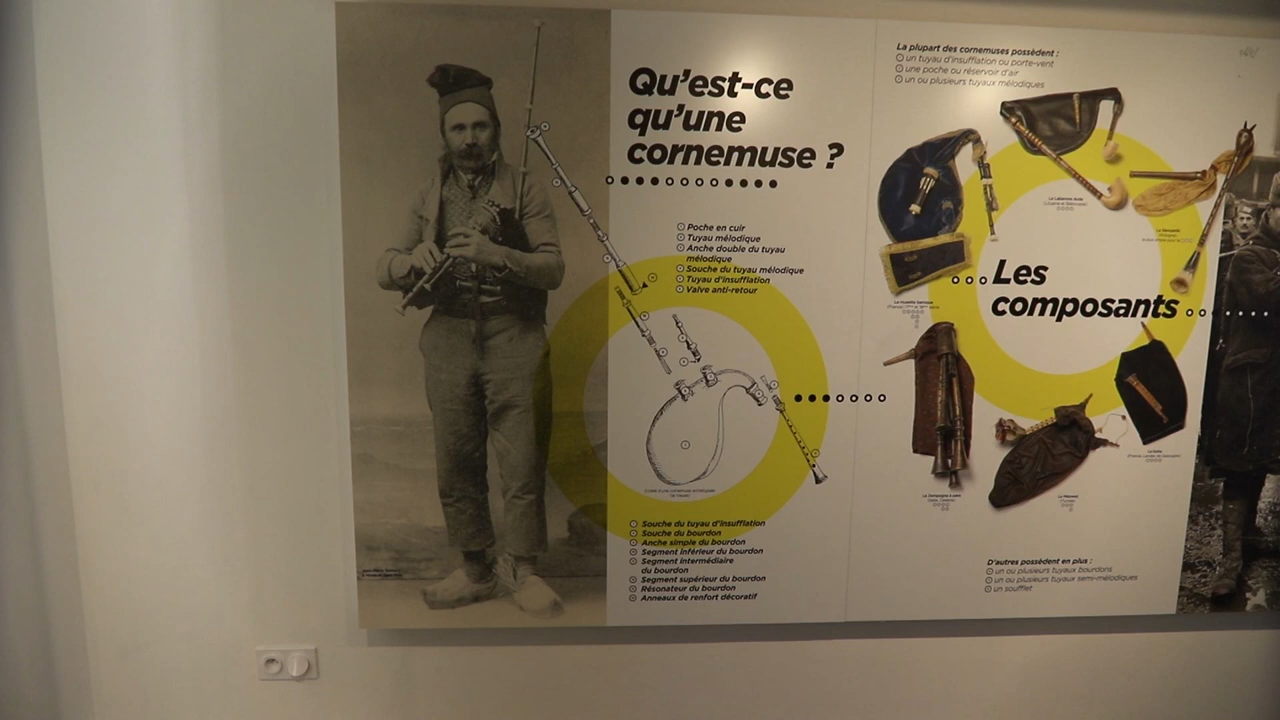 Qu'est-ce
qu'une
cornemuse ?
Poche en cuir
Tuyau mélodique
Anche double du tuyau
mélodique
Souche du tuyau mélodique
Tuyau d'insufflation
Valve anti-retour
Souche du tuyau d'insufflation
Souche du bourdon
Anche simple du bourdon
Segment inférieur du bourdon
Segment intermédiaire
du bourdon
Segment supérieur du bourdon
Résonateur du bourdon
Anneaux de renfort décoratif
La plupart des cornemuses possèdent :
un tuyau d'insufflation ou porte-vent
une poche ou réservoir d'air
un ou plusieurs tuyaux mélodiques
Les
composants
D'autres possèdent en plus :
un ou plusieurs tuyaux bourdons
un ou plusieurs tuyaux semi-mélodiques
un soufflet